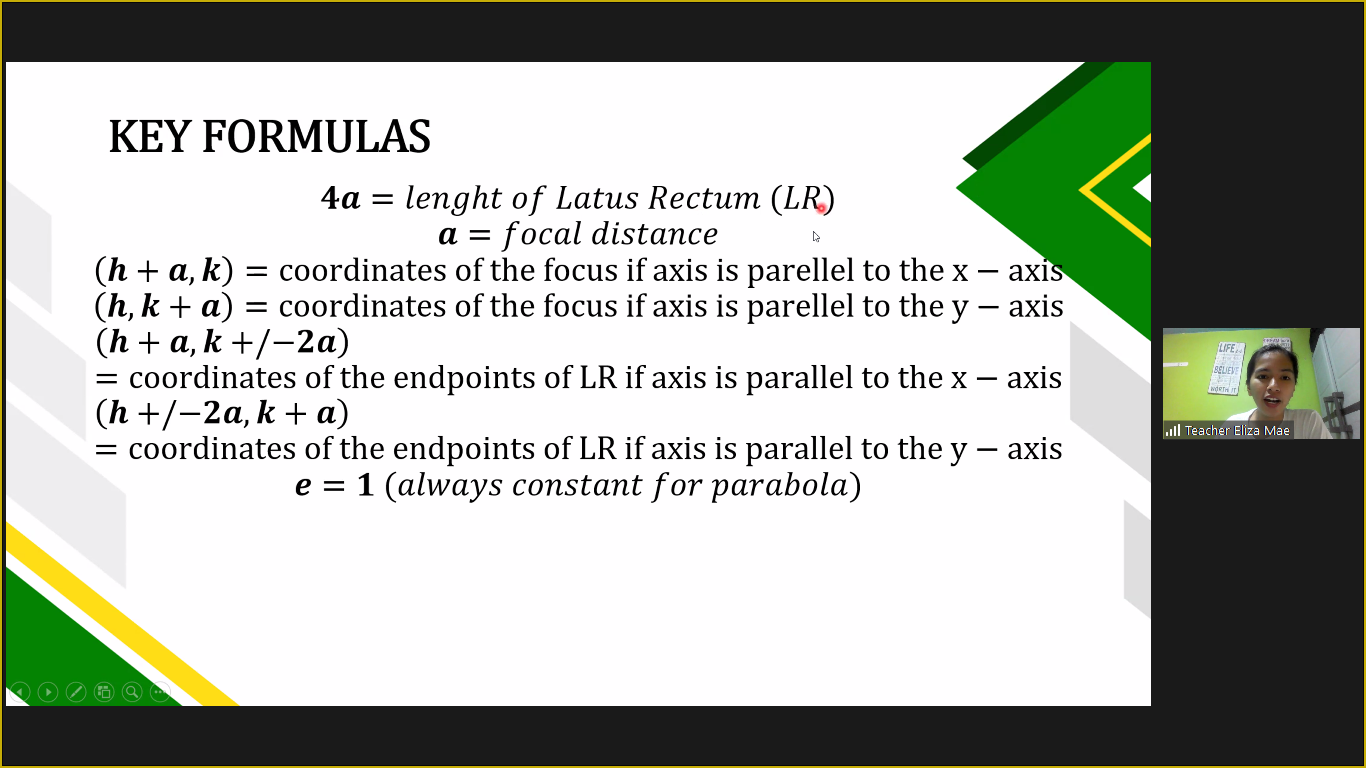 KEY FORMULAS
4a = lenght of Latus Rectum (LR)
a = focal distance
(h + a, k) = coordinates of the focus if axis is parellel to the x − axis
(h, k + a) = coordinates of the focus if axis is parellel to the y − axis
(h + a, k +/−2a)
= coordinates of the endpoints of LR if axis is parallel to the x − axis
(h +/−2a, k + a)
= coordinates of the endpoints of LR if axis is parallel to the y − axis
e = 1 (always constant for parabola)
LIFE
BELIEVE
WORTH IT
Teacher Eliza Mae